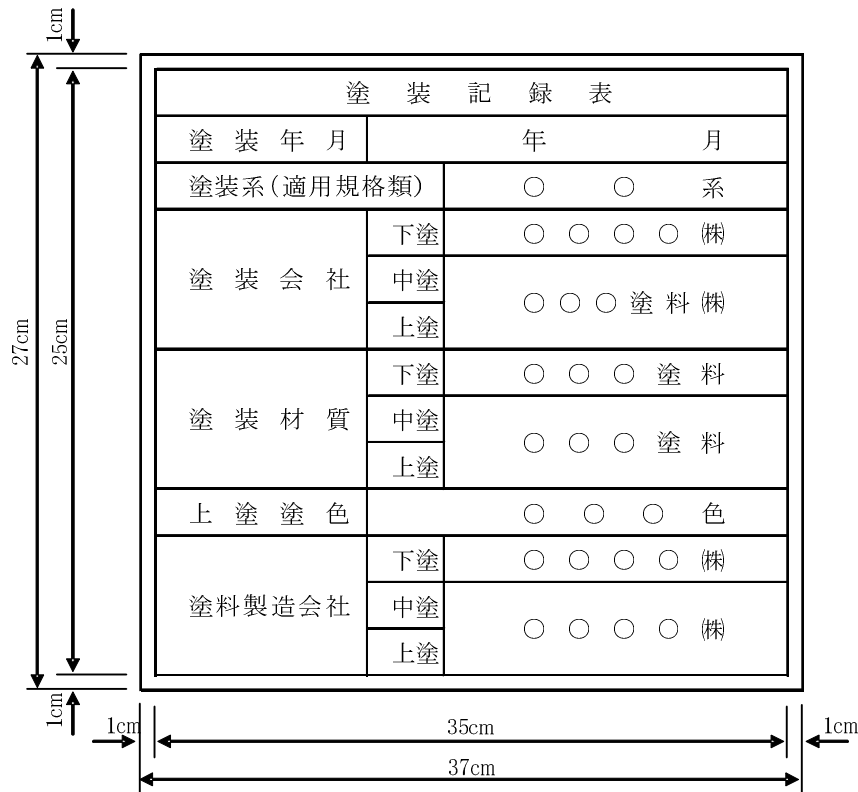 1cm
塗装記録表
塗装年月 年 月
塗装系(適用規格類) ○ ○ 系
下塗 ○ ○ ○ ○ ㈱
塗装会社 中塗 ○ ○ ○ 塗料 ㈱
上塗
27cm 25cm
下塗 ○ ○ ○ 塗料
塗装材質 中塗 ○ ○ ○ 塗料
上塗
上塗塗色 ○ ○ ○ 色
下塗 ○ ○ ○ ○ ㈱
塗料製造会社 中塗 ○ ○ ○ ○ ㈱
上塗
1cm
1cm 35cm 1cm
37cm